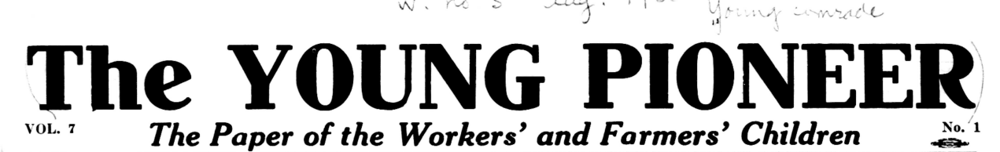 Young comrade
The YOUNG PIONEER
VOL. 7 The Paper of the Workers' and Farmers' Children No. 1